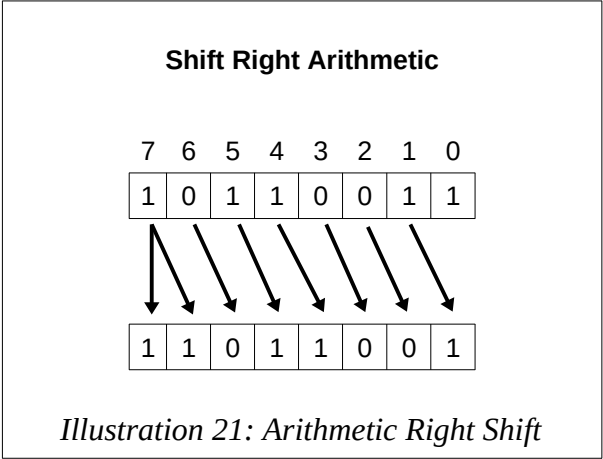 Shift Right Arithmetic
7 6 5 4 3 2 1 0
1 0 1 1 0 0 1 1
1 1 0 1 1 0 0 1
Illustration 21: Arithmetic Right Shift